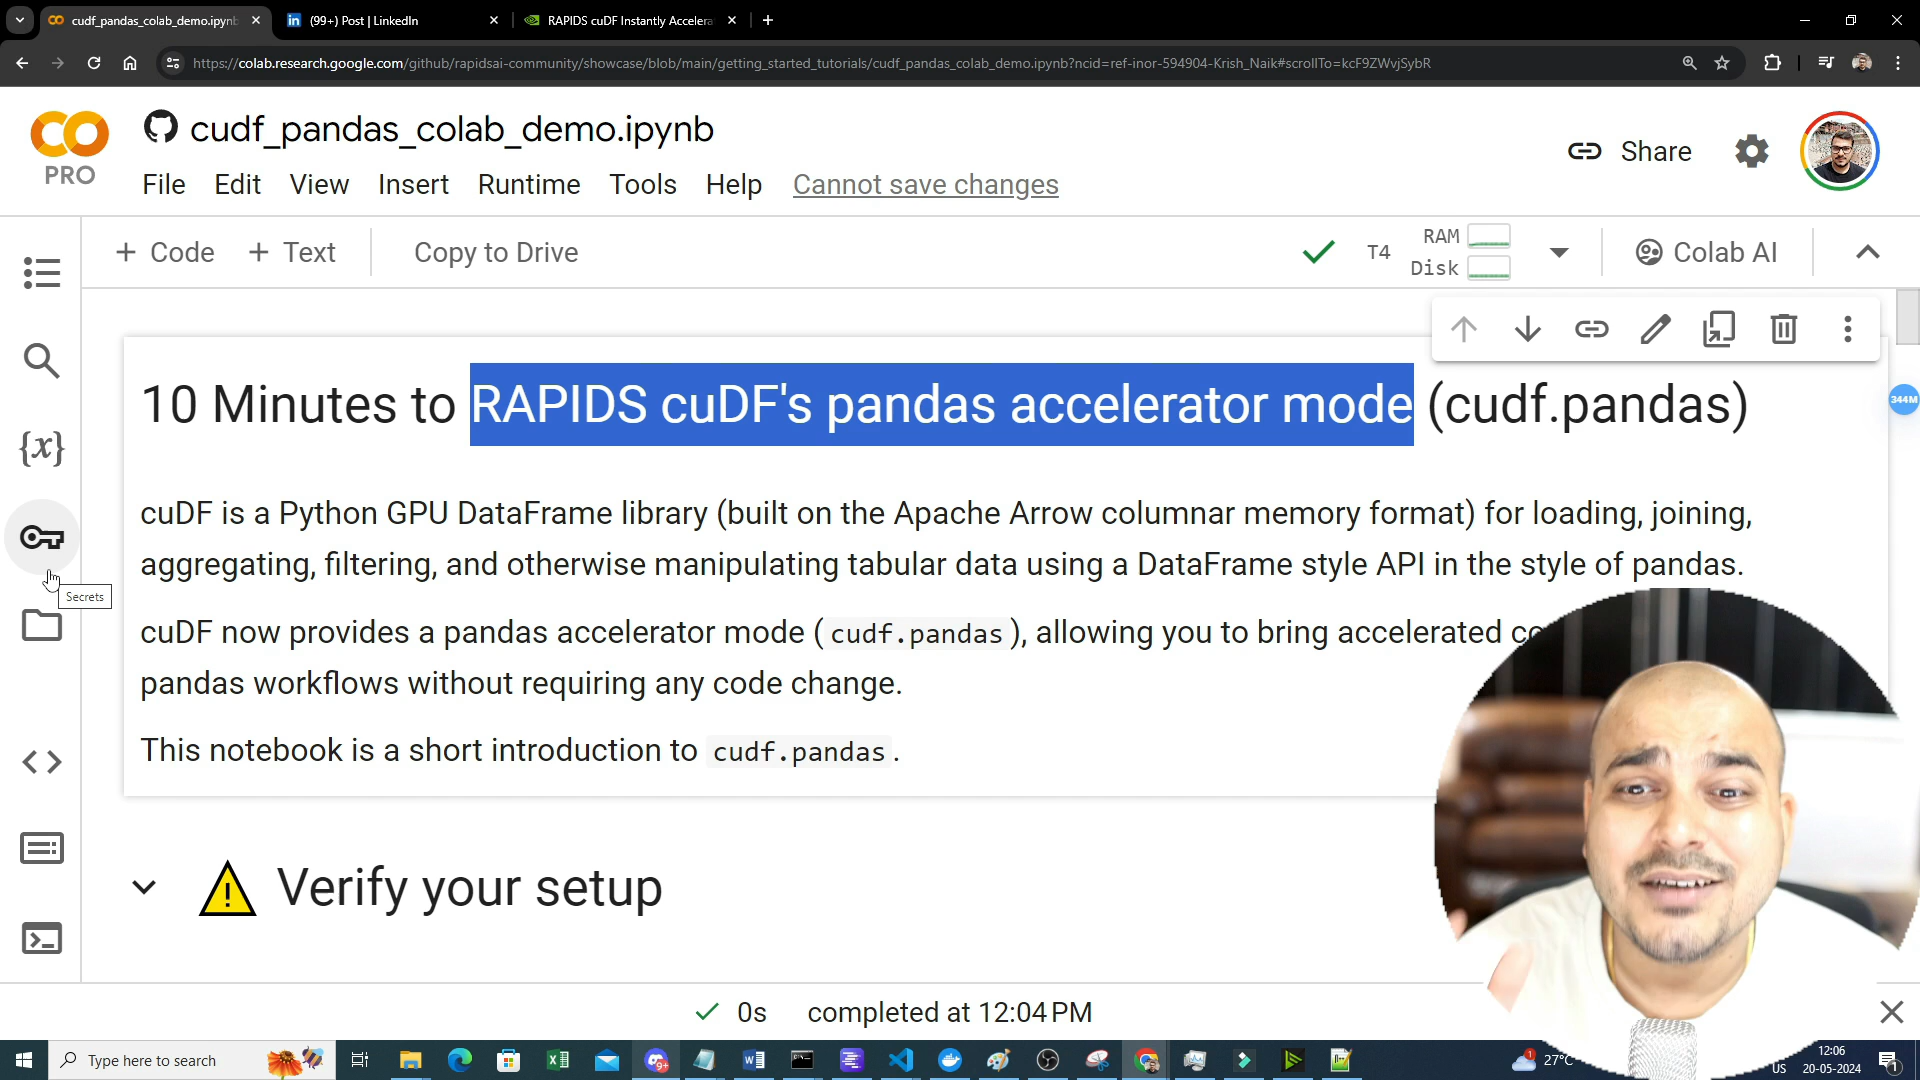 cudf_pandas_colab_demo.ipynb
(99+) Post | LinkedIn
RAPIDS cuDF Instantly Accelera
https://colab.research.google.com/github/rapidsai-community/showcase/blob/main/getting_started_tutorials/cudf_pandas_colab_demo.ipynb?ncid=ref-inor-594904-Krish_Naik#scrollTo=kcF9ZWvjSybR
cudf_pandas_colab_demo.ipynb
PRO
File Edit View Insert Runtime Tools Help Cannot save changes
Share
+ Code + Text Copy to Drive
T4 RAM
Disk
Colab AI
10 Minutes to RAPIDS cuDF's pandas accelerator mode (cudf.pandas)
344M
cuDF is a Python GPU DataFrame library (built on the Apache Arrow columnar memory format) for loading, joining,
aggregating, filtering, and otherwise manipulating tabular data using a DataFrame style API in the style of pandas.
Secrets
cuDF now provides a pandas accelerator mode (cudf.pandas), allowing you to bring accelerated
pandas workflows without requiring any code change.
This notebook is a short introduction to cudf.pandas.
Verify your setup
0s completed at 12:04 PM
Type here to search
9+
1
27°C
US
12:06
20-05-2024
1